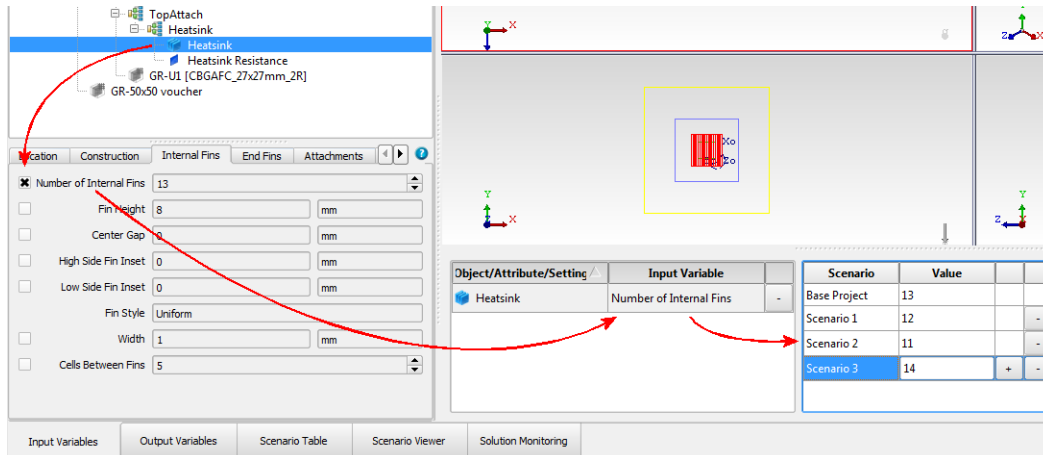 TopAttach
Heatsink
Heatsink
Heatsink Resistance
GR-U1 [CBGAFC_27x27mm_2R]
GR-50x50 voucher
Construction Internal Fins End Fins Attachments
Number of Internal Fins 13
Fin Height 8 mm
Center Gap 0 mm
High Side Fin Inset 0 mm
Low Side Fin Inset 0 mm
Fin Style Uniform
Width 1 mm
Cells Between Fins 5
Y X
Z X
Xo
Zo
Y
X
Y
Z
Object/Attribute/Setting Input Variable
Heatsink Number of Internal Fins -
Scenario Value
Base Project 13
Scenario 1 12 -
Scenario 2 11 -
Scenario 3 14 + -
Input Variables Output Variables Scenario Table Scenario Viewer Solution Monitoring